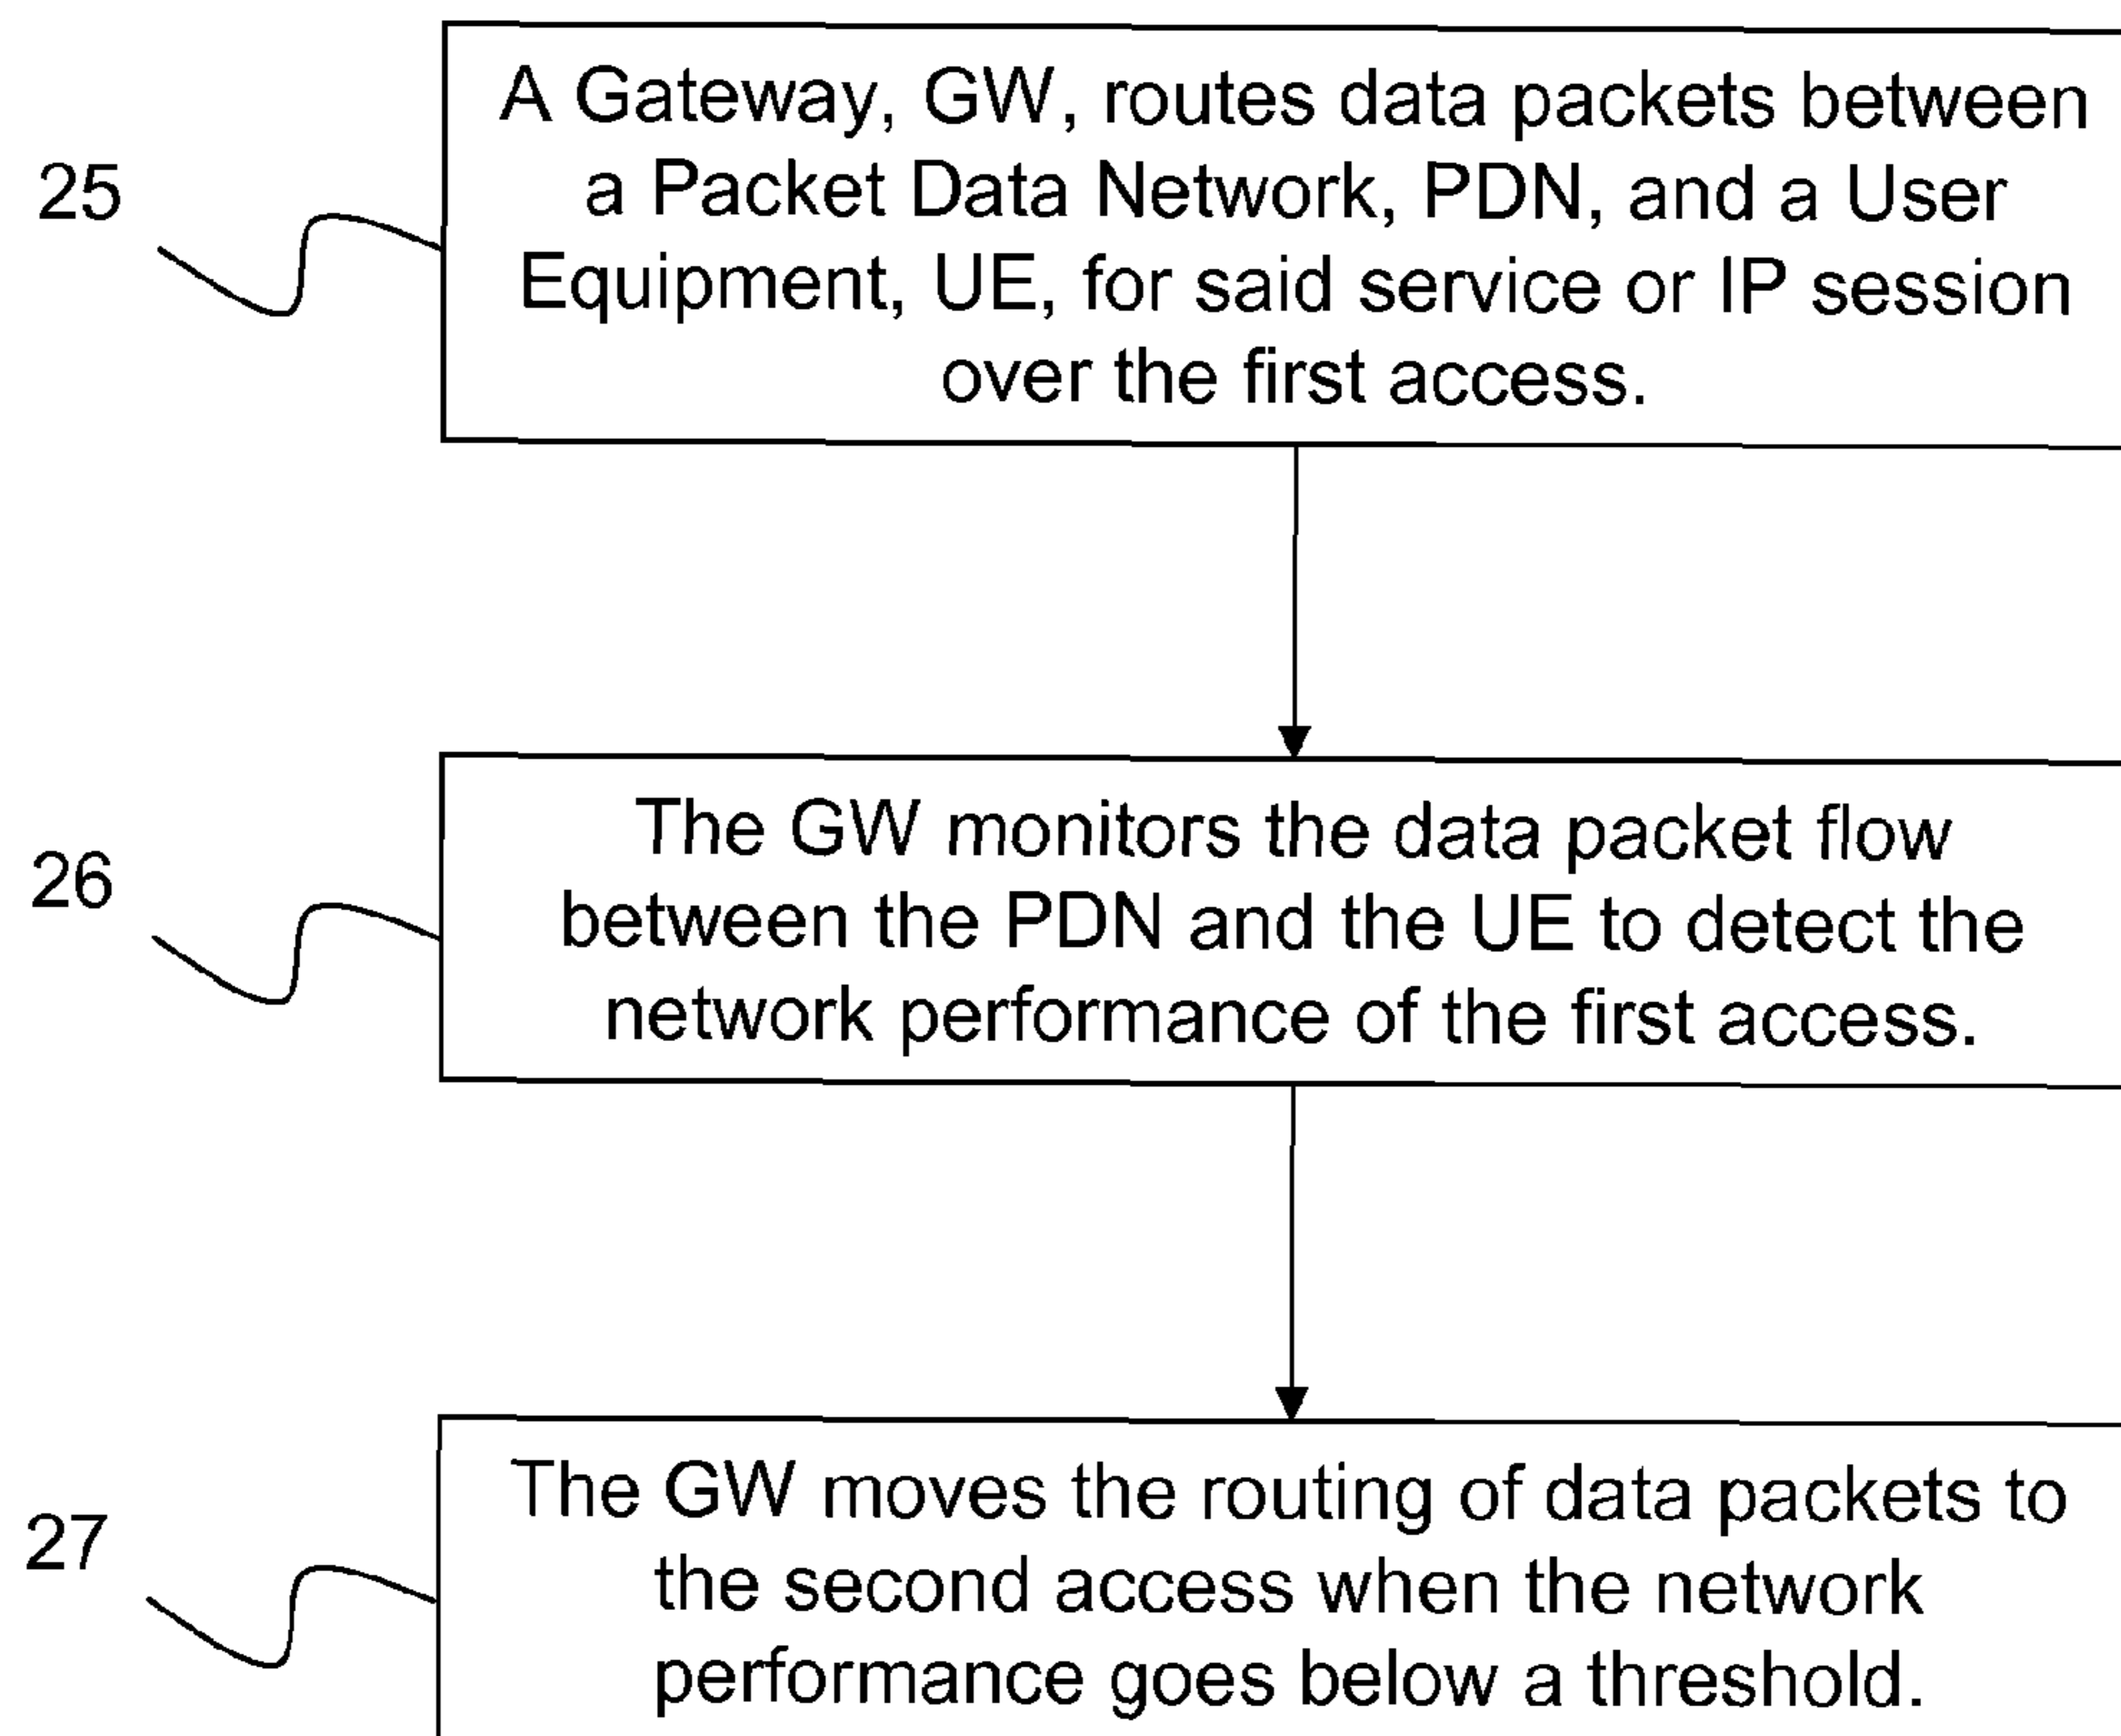 A Gateway, GW, routes data packets between
25
a Packet Data Network, PDN, and a User
Equipment, UE, for said service or IP session
over the first access.
The GW monitors the data packet flow
26
between the PDN and the UE to detect the
network performance of the first access.
The GW moves the routing of data packets to
27
the second access when the network
performance goes below a threshold.